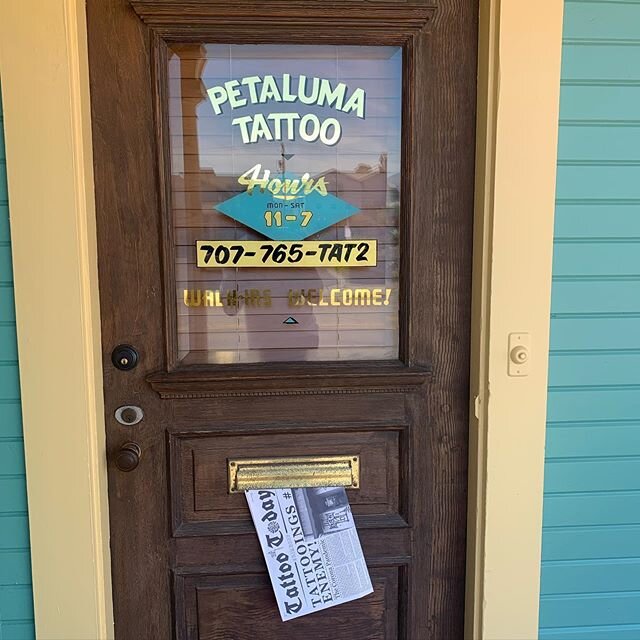 PETALUMA
TATTOO
Hours
MON-SAT
11-7
707-765-TAT2
WALK-INS WELCOME!
Tattoo Today
TATTOOINGS #
ENEMY!